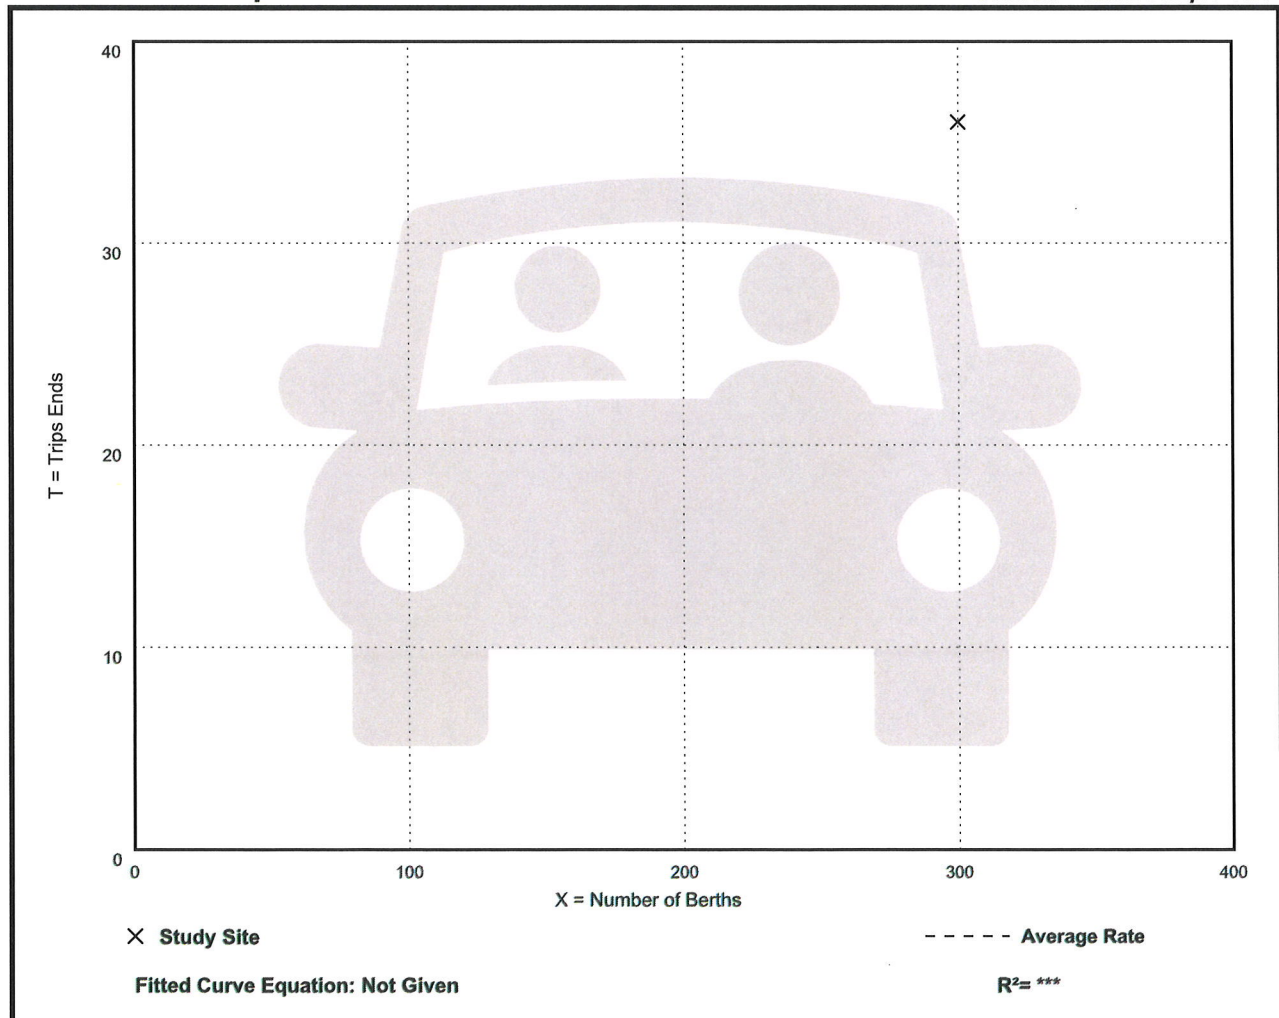 40
30
20
10
0
T = Trips Ends
0 100 200 300 400
X = Number of Berths
× Study Site
Average Rate
Fitted Curve Equation: Not Given
R²= ***